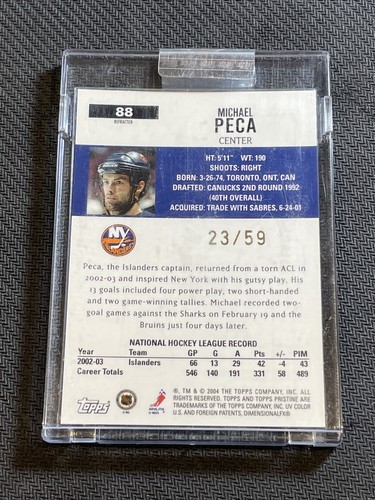 88
REFRACTOR
MICHAEL
PECA
CENTER
HT: 5'11" WT: 190
SHOOTS: RIGHT
BORN: 3-26-74, TORONTO, ONT, CAN
DRAFTED: CANUCKS 2ND ROUND 1992
(40TH OVERALL)
ACQUIRED: TRADE WITH SABRES, 6-24-01
NY
23/59
Peca, the Islanders captain, returned from a torn ACL in
2002-03 and inspired New York with his gutsy play. His
13 goals included four power play, two short-handed
and two game-winning tallies. Michael recorded two-
goal games against the Sharks on February 19 and the
Bruins just four days later.
NATIONAL HOCKEY LEAGUE RECORD
Year Team GP G A Pts +/- PIM
2002-03 Islanders 66 13 29 42 -4 43
Career Totals 546 140 191 331 58 489
Topps
®, TM & © 2004 THE TOPPS COMPANY, INC. ALL
RIGHTS RESERVED. TOPPS AND TOPPS PRISTINE ARE
TRADEMARKS OF THE TOPPS COMPANY, INC. UV COLOR
U.S. AND FOREIGN PATENTS, DIMENSIONALFX®